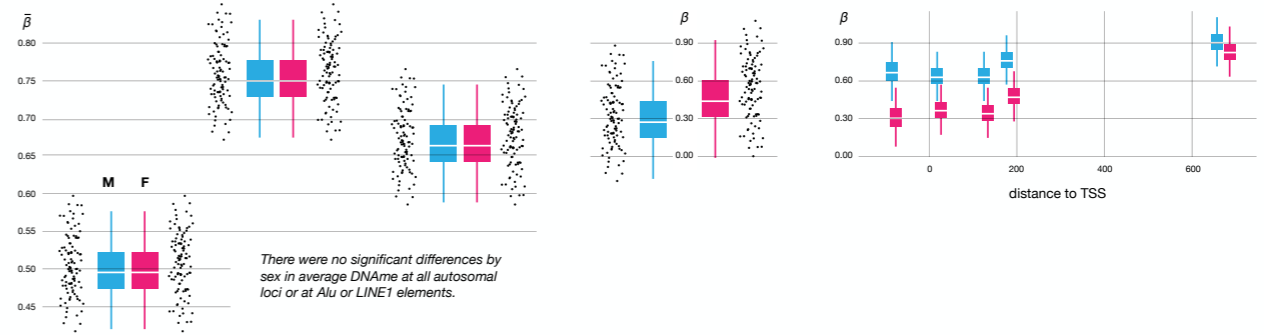 β̄
0.80
0.75
0.70
0.65
0.60
0.55
0.50
0.45
M F
There were no significant differences by
sex in average DNAme at all autosomal
loci or at Alu or LINE1 elements.
β
0.90
0.60
0.30
0.00
β
0.90
0.60
0.30
0.00
0 200 400 600
distance to TSS